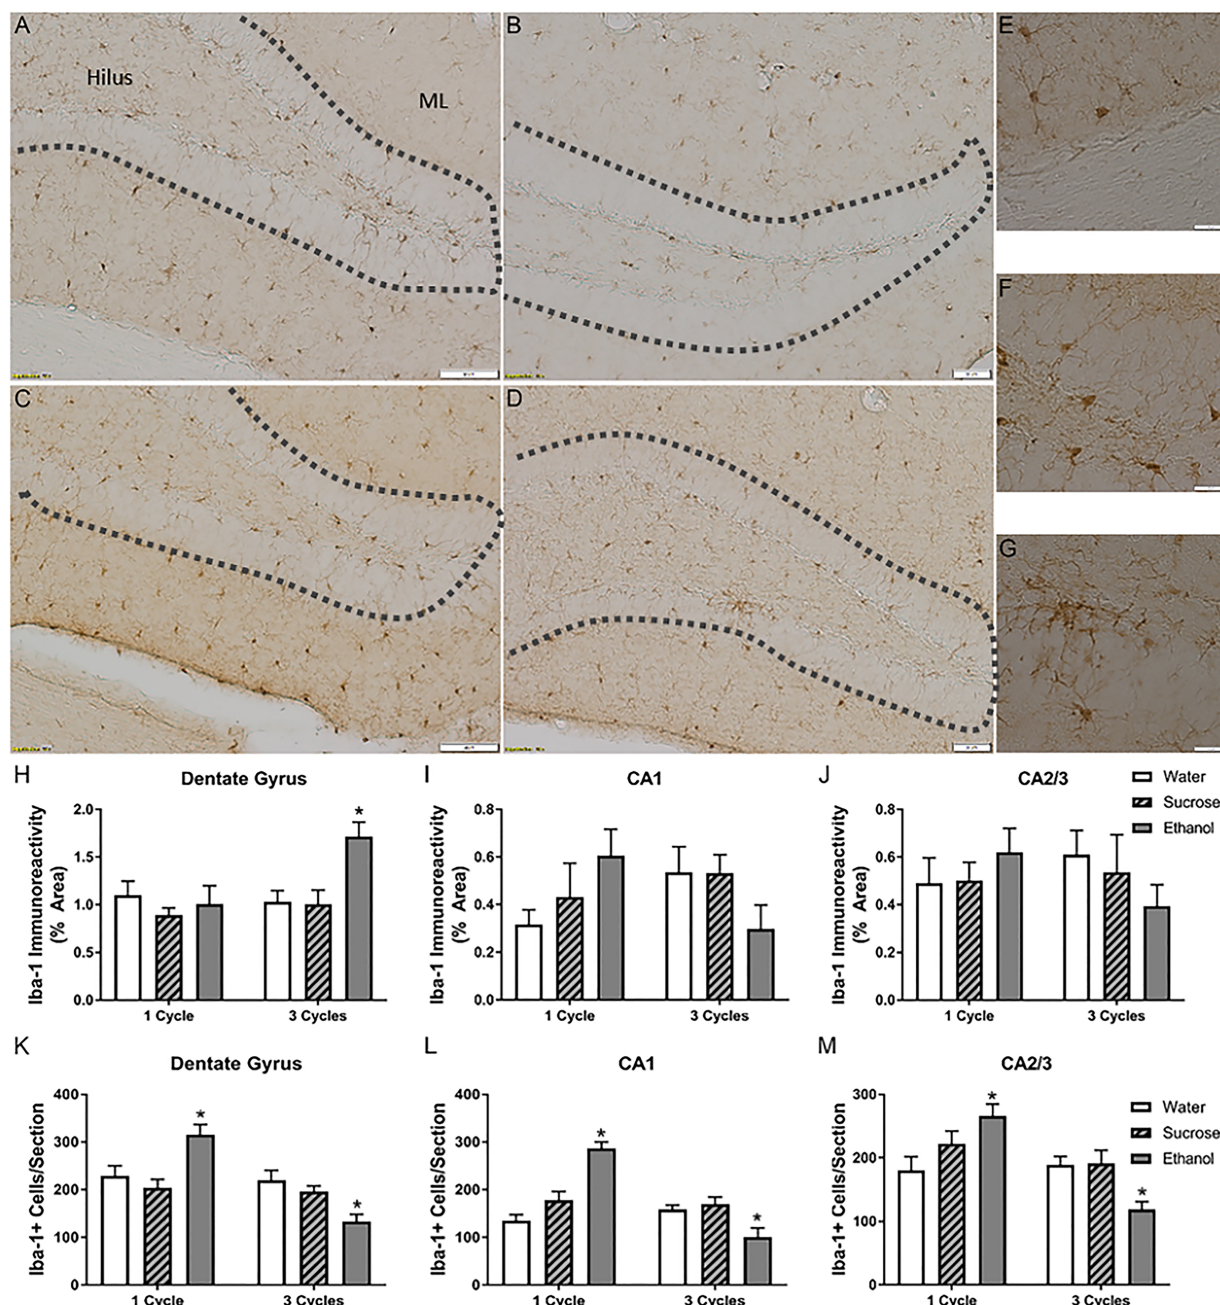 A
Hilus
ML
B
E
F
C
D
G
H
Dentate Gyrus
Iba-1 Immunoreactivity
(% Area)
2.0
1.5
1.0
0.5
0.0
*
1 Cycle
3 Cycles
I
CA1
Iba-1 Immunoreactivity
(% Area)
0.8
0.6
0.4
0.2
0.0
1 Cycle
3 Cycles
J
CA2/3
Iba-1 Immunoreactivity
(% Area)
0.8
0.6
0.4
0.2
0.0
1 Cycle
3 Cycles
Water
Sucrose
Ethanol
K
Dentate Gyrus
Iba-1+ Cells/Section
400
300
200
100
0
*
*
1 Cycle
3 Cycles
L
CA1
Iba-1+ Cells/Section
400
300
200
100
0
*
*
1 Cycle
3 Cycles
M
CA2/3
Iba-1+ Cells/Section
300
200
100
0
*
*
1 Cycle
3 Cycles
Water
Sucrose
Ethanol